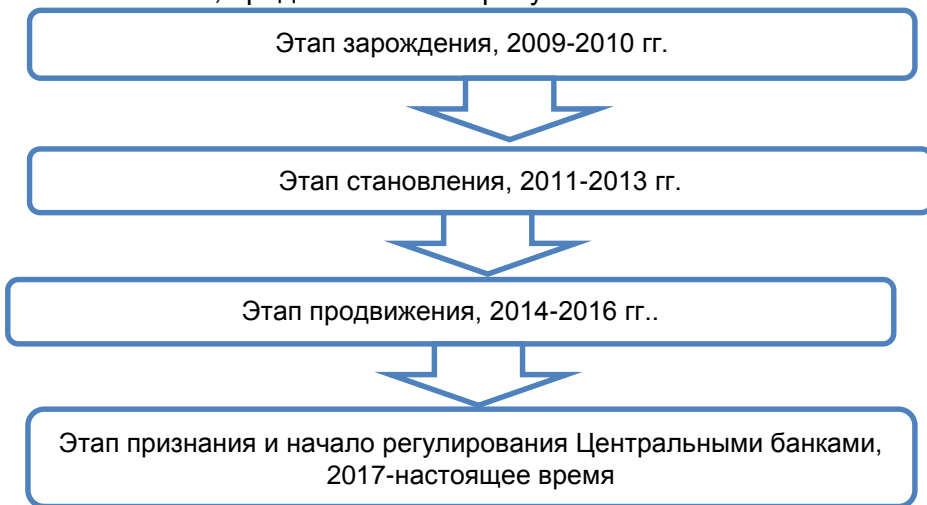 Этап зарождения, 2009-2010 гг.
Этап становления, 2011-2013 гг.
Этап продвижения, 2014-2016 гг..
Этап признания и начало регулирования Центральными банками,
2017-настоящее время